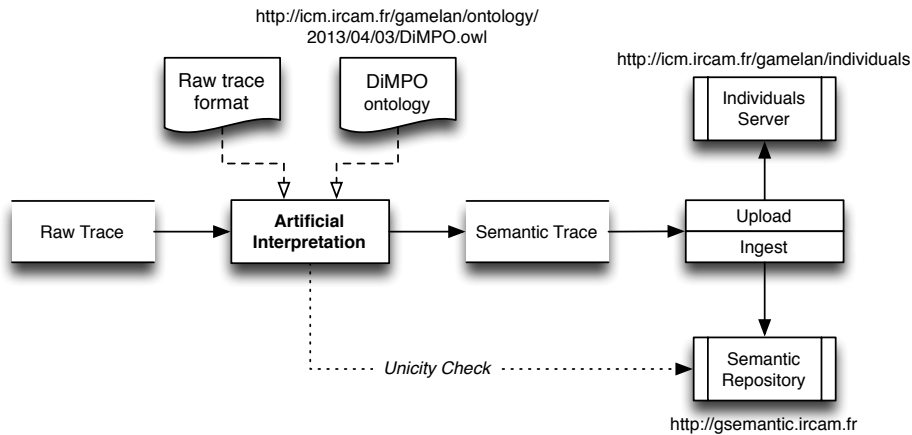 http://icm.ircam.fr/gamelan/ontology/
2013/04/03/DiMPO.owl
http://icm.ircam.fr/gamelan/individuals
Raw trace
format
DiMPO
ontology
Individuals
Server
Raw Trace
Artificial
Interpretation
Semantic Trace
Upload
Ingest
Unicity Check
Semantic
Repository
http://gsemantic.ircam.fr